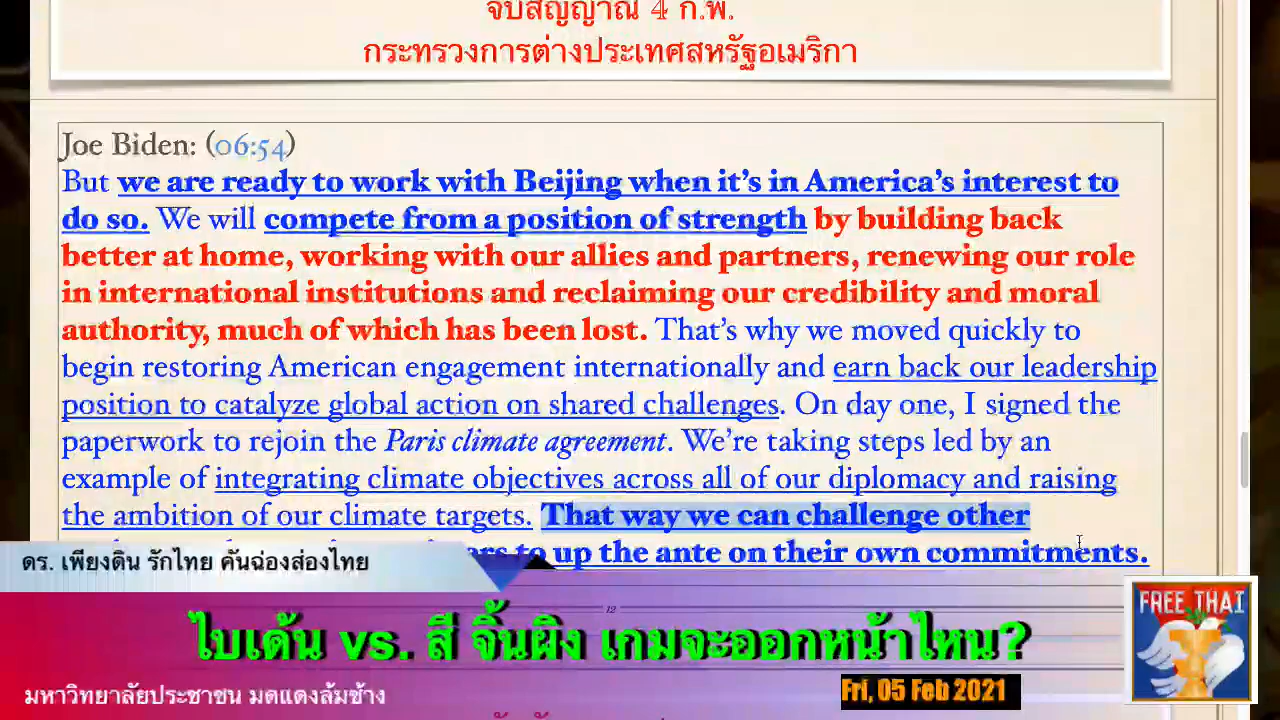 จับสัญญาณ 4 ก.พ.
กระทรวงการต่างประเทศสหรัฐอเมริกา
Joe Biden: (06:54)
But we are ready to work with Beijing when it's in America's interest to
do so. We will compete from a position of strength by building back
better at home, working with our allies and partners, renewing our role
in international institutions and reclaiming our credibility and moral
authority, much of which has been lost. That's why we moved quickly to
begin restoring American engagement internationally and earn back our leadership
position to catalyze global action on shared challenges. On day one, I signed the
paperwork to rejoin the Paris climate agreement. We're taking steps led by an
example of integrating climate objectives across all of our diplomacy and raising
the ambition of our climate targets. That way we can challenge other
to up the ante on their own commitments.
ดร. เพียงดิน รักไทย คันฉ่องส่องไทย
12
FREE THAI
ไบเด้น vs. สี จิ้นผิง เกมจะออกหน้าไหน?
มหาวิทยาลัยประชาชน มดแดงล้มช้าง
Fri, 05 Feb 2021